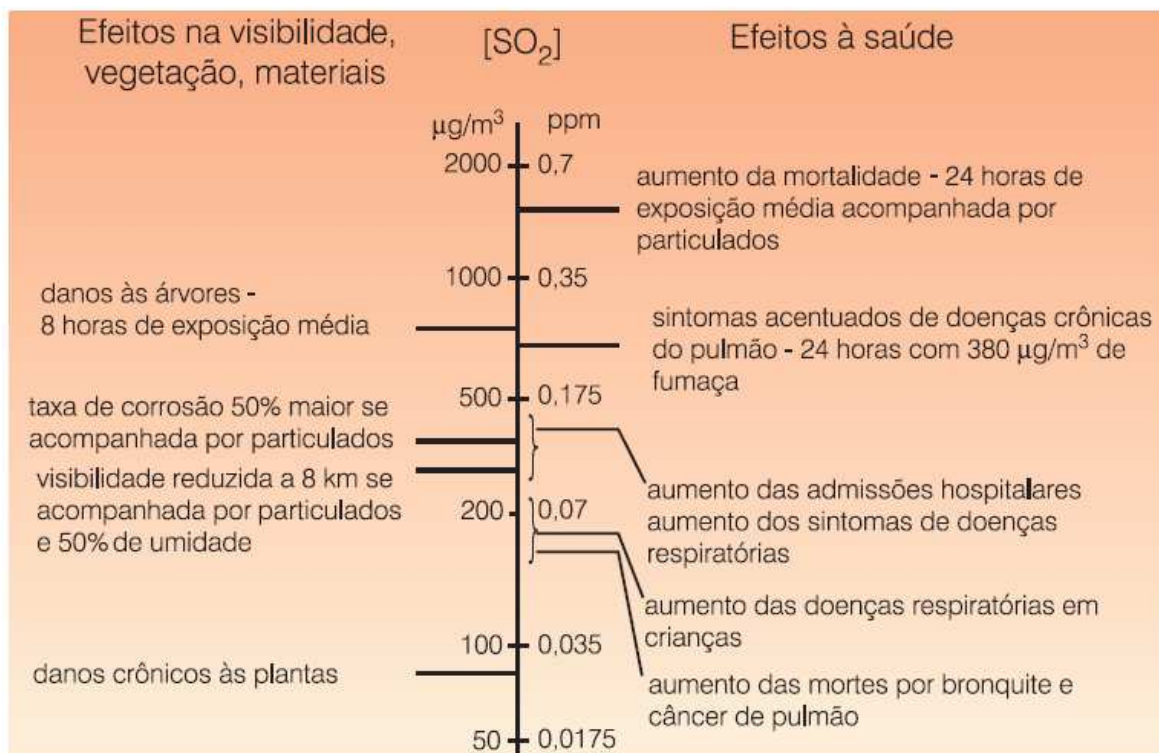 Efeitos na visibilidade,
vegetação, materiais
[SO2]
Efeitos à saúde
µg/m³ ppm
2000 0,7
aumento da mortalidade - 24 horas de
exposição média acompanhada por
particulados
1000 0,35
danos às árvores -
8 horas de exposição média
sintomas acentuados de doenças crônicas
do pulmão - 24 horas com 380 µg/m³ de
fumaça
500 0,175
taxa de corrosão 50% maior se
acompanhada por particulados
visibilidade reduzida a 8 km se
acompanhada por particulados
e 50% de umidade
200 0,07
aumento das admissões hospitalares
aumento dos sintomas de doenças
respiratórias
aumento das doenças respiratórias em
crianças
100 0,035
danos crônicos às plantas
aumento das mortes por bronquite e
câncer de pulmão
50 0,0175